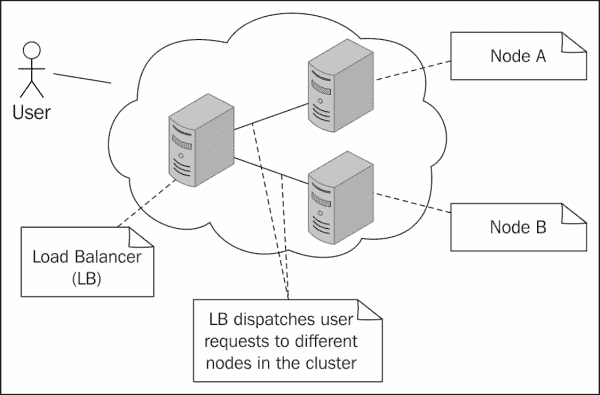 User
Node A
Node B
Load Balancer
(LB)
LB dispatches user
requests to different
nodes in the cluster